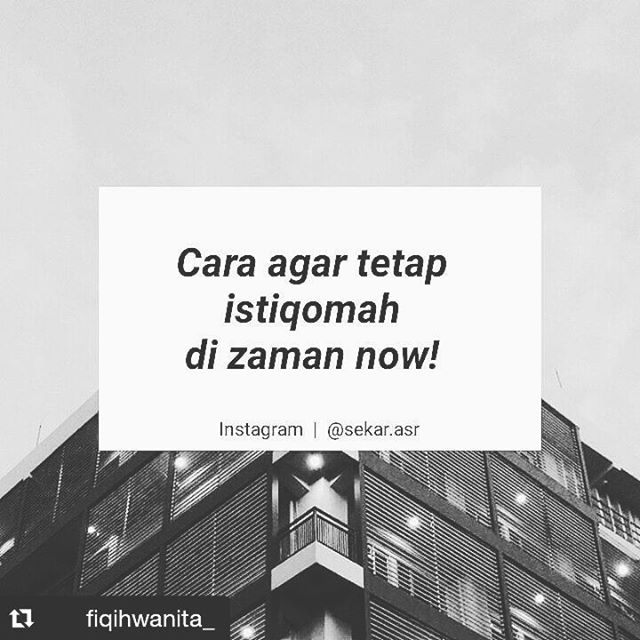 Cara agar tetap
istiqomah
di zaman now!
Instagram | @sekar.asr
fiqihwanita_